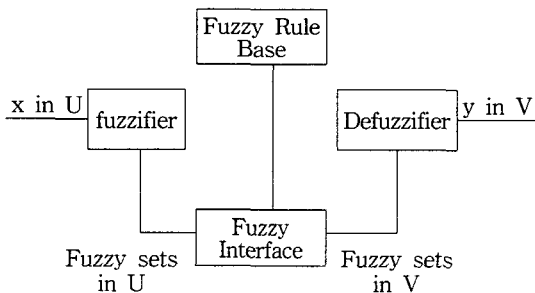 Fuzzy Rule
Base
x in U
fuzzifier
Defuzzifier
y in V
Fuzzy
Interface
Fuzzy sets
in U
Fuzzy sets
in V